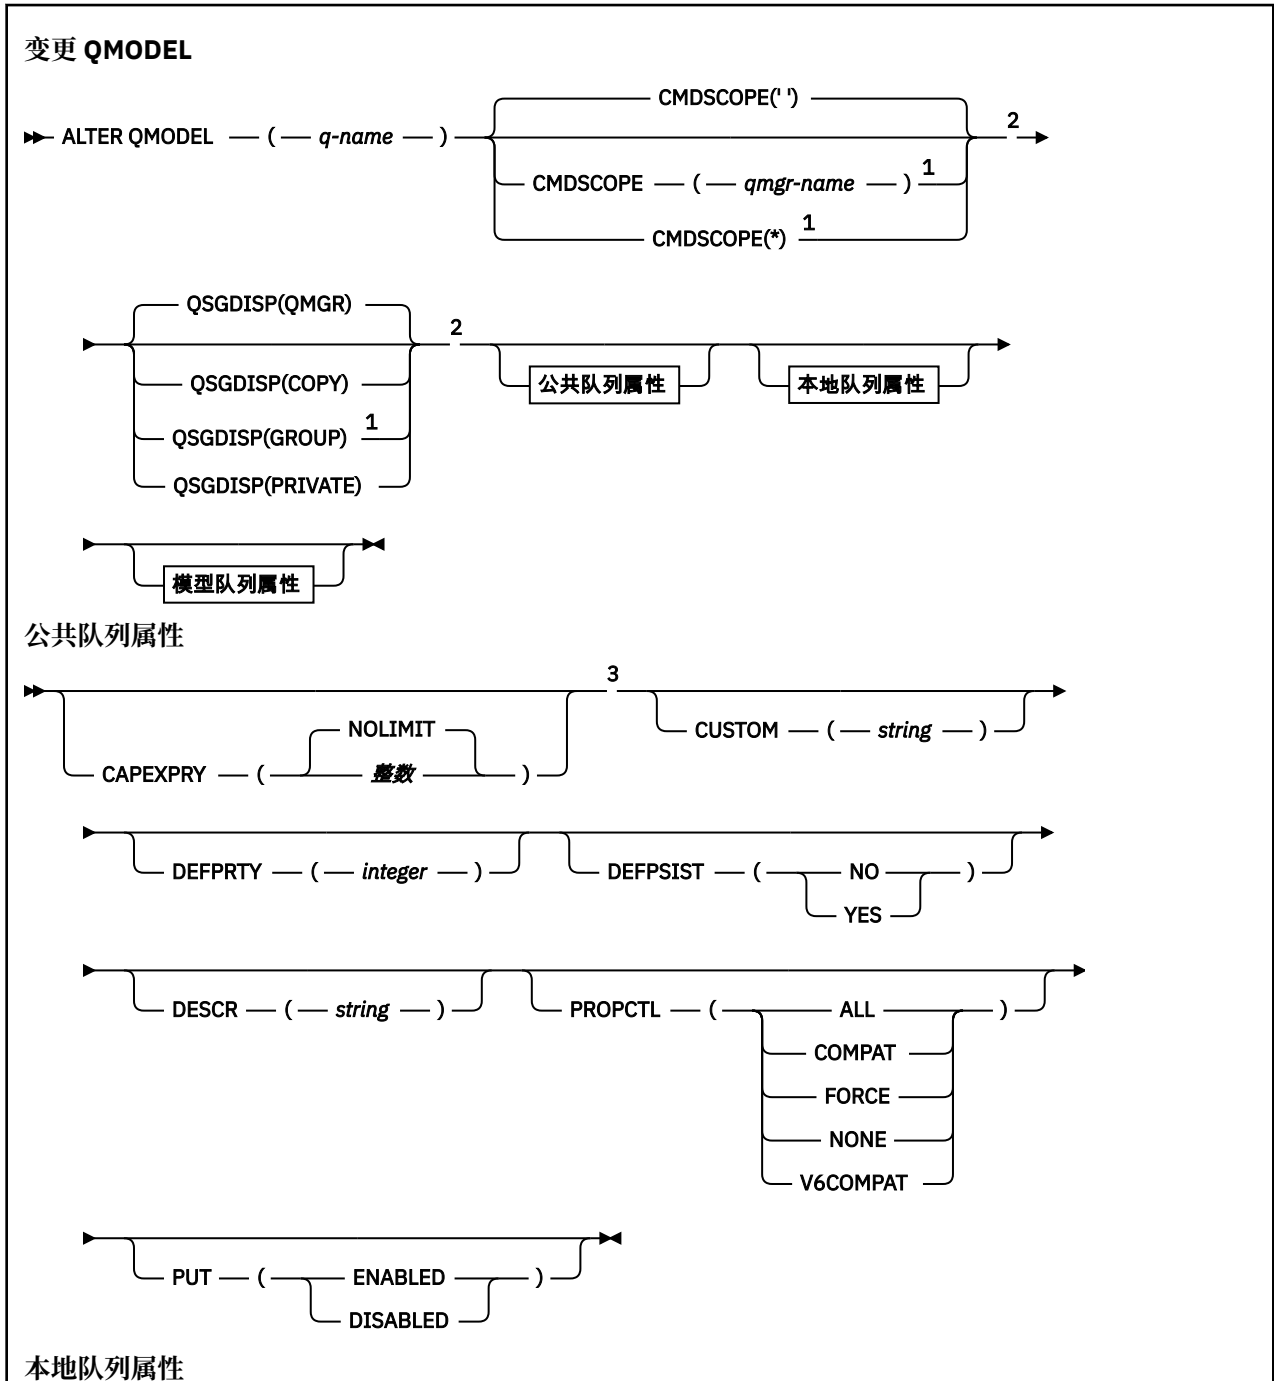 变更 QMODEL
CMDSCOPE(' ')
ALTER QMODEL ( q-name ) 2
CMDSCOPE ( qmgr-name ) 1
CMDSCOPE(*) 1
QSGDISP(QMGR)
2
QSGDISP(COPY) 公共队列属性 本地队列属性
QSGDISP(GROUP) 1
QSGDISP(PRIVATE)
模型队列属性
公共队列属性
3
NOLIMIT CUSTOM ( string )
CAPEXPRY ( 整数 )
DEFPRTY ( integer ) DEFPSIST ( NO )
YES
DESCR ( string ) PROPCTL ( ALL )
COMPAT
FORCE
NONE
V6COMPAT
PUT ( ENABLED )
DISABLED
本地队列属性